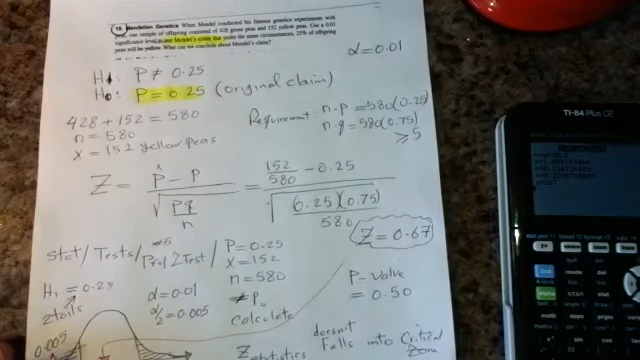 18. Mendelian Genetics When Mendel conducted his famous genetics experiments with
peas, one sample of offspring consisted of 428 green peas and 152 yellow peas. Use a 0.01
significance level to test Mendel's claim that under the same circumstances, 25% of offspring
peas will be yellow. What can we conclude about Mendel's claim?
α = 0.01
H1: P ≠ 0.25
H0: P = 0.25 (original claim)
428 + 152 = 580
n = 580
x = 152 yellow peas
Requirement: n·p = 580(0.25)
n·q = 580(0.75)
≥ 5
Z = p̂ - P / √(pq/n) = 152/580 - 0.25 / √((0.25)(0.75)/580)
Z = 0.67
Stat/Tests/ 5 /
P = 0.25
x = 152
n = 580
≠ P0
calculate
H1 = 0.25
2 tails
α = 0.01
α/2 = 0.005
P-Value
= 0.50
0.005
Z statistics doesn't Falls into Critical
Zone
TI-84 Plus CE